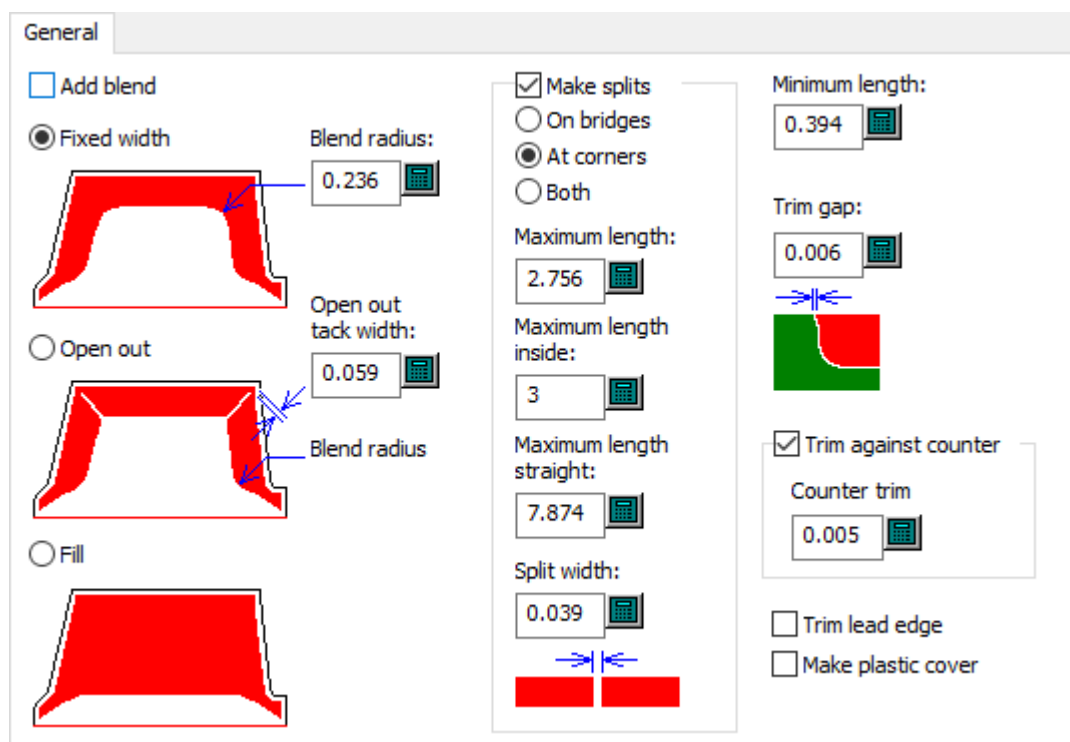 General
Add blend
Fixed width
Blend radius:
0.236
Open out
tack width:
0.059
Open out
Blend radius
Fill
Make splits
On bridges
At corners
Both
Maximum length:
2.756
Maximum length
inside:
3
Maximum length
straight:
7.874
Split width:
0.039
Minimum length:
0.394
Trim gap:
0.006
Trim against counter
Counter trim
0.005
Trim lead edge
Make plastic cover